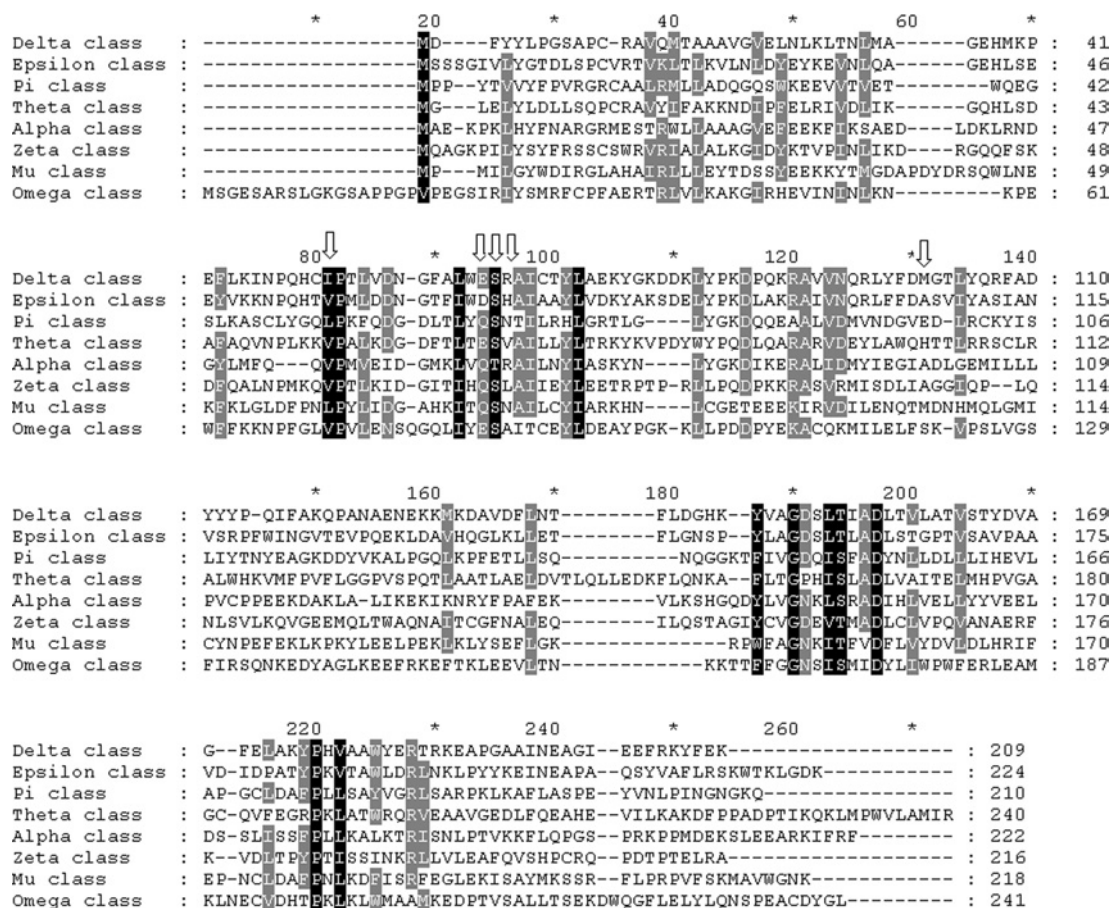 * 20 * 40 * 60 *
Delta class : ------------------MD----FYYLPGSAPC-RAVQMTAAAVGVELNLKLTNLMA-----GEHMKP : 41
Epsilon class : ------------------MSSSGIVLYGTDLSPCVRTVKLTLKVLNLDYEYKEVNLQA-----GEHLSE : 46
Pi class : ------------------MPP--YTVVYFPVRGRCAALRMLLADQGQSWKEEVVTVET-------WQEG : 42
Theta class : ------------------MG---LELYLDLLSQPCRAVYIFAKKNDIPFELRIVDLIK-----GQHLSD : 43
Alpha class : ------------------MAE-KPKLHYFNARGRMESTRWLLAAAGVEFEEKFIKSAED----LDKLRND : 47
Zeta class : ------------------MQAGKPILYSYFRSSCSWRVRIALALKGIDYKTVPINLIKD----RGQQFSK : 48
Mu class : ------------------MP---MILGYWDIRGLAHAIRLLLEYTDSSYEEKKYTMGDAPDYDRSQWLNE : 49
Omega class : MSGESARSLGKGSAPPGPVPEGSIRIYSMRFCPFAERTRLVLKAKGIRHEVININLKN--------KPE : 61
80 * 100 * 120 * 140
Delta class : EFLKINPQHCIPTLVDN-GFALWESRAICTYLAEKYGKDDKLYPKDPQKRAVVNQRLYFDMGTLYQRFAD : 110
Epsilon class : EYVKKNPQHTVPMLDDN-GTFIWDSHAIAAYLVDKYAKSDELYPKDLAKRAIVNQRLFFDASVIYASIAN : 115
Pi class : SLKASCLYGQLPKFQDG-DLTLYQSNTILRHLGRTLG----LYGKDQQEAALVDMVNDGVED-LRCKYIS : 106
Theta class : AFAQVNPLKKVPALKDG-DFTLTESVAILLYLTRKYKVPDYWYPQDLQARARVDEYLAWQHTTLRRSCLR : 112
Alpha class : GYLMFQ--QVPMVEIDG-MKLVQTRAILNYIASKYN----LYGKDIKERALIDMYIEGIADLGEMILLL : 109
Zeta class : DFQALNPMKQVPTLKID-GITIHQSLAIIEYLEETRPTP-RLLPQDPKKRASVRMISDLIAGGIQP--LQ : 114
Mu class : KFKLGLDFPNLPYLIDG-AHKITQSNAILCYIARKHN----LCGETEEEKIRVDILENQTMDNHMQLGMI : 114
Omega class : WFFKKNPFGLVPVLENSQGQLIYESAITCEYLDEAYPGK-KLLPDDPYEKACQKMILELFSK-VPSLVGS : 129
* 160 * 180 * 200 *
Delta class : YYYP-QIFAKQPANAENEKKMKDAVDFLNT--------FLDGHK-YVAGDSLTIADLTVLATVSTYDVA : 169
Epsilon class : VSRPFWINGVTEVPQEKLDAVHQGLKLLET--------FLGNSP-YLAGDSLTLADLSTGPTVSAVPAA : 175
Pi class : LIYTNYEAGKDDYVKALPGQLKPFETLLSQ---------NQGGKTFIVGDQISFADYNLLDLLLIHEVL : 166
Theta class : ALWHKVMFPVFLGGPVSPQTLAATLAELDVTLQLLEDKFLQNKA-FLTGPHISLADLVAITELMHPVGA : 180
Alpha class : PVCPPEEKDAKLA-LIKEKIKNRYFPAFEK--------VLKSHGQDYLVGNKLSRADIHLVELLYYVEEL : 170
Zeta class : NLSVLKQVGEEMQLTWAQNAITCGFNALEQ--------ILQSTAGIYCVGDEVTMADLCLVPQVANAERF : 176
Mu class : CYNPEFEKLKPKYLEELPEKLKLYSEFLGK------------RPWFAGNKITFVDFLVYDVLDLHRIF : 170
Omega class : FIRSQNKEDYAGLKEEFRKEFTKLEEVLTN----------KKTTFFGGNSISMIDYLIWPWFERLEAM : 187
220 * 240 * 260 *
Delta class : G--FELAKYPHVAAWYERTRKEAPGAAINEAGI--EEFRKYFEK------------------- : 209
Epsilon class : VD-IDPATYPKVTAWLDRLNKLPYYKEINEAPA--QSYVAFLRSKWTKLGDK----------- : 224
Pi class : AP-GCLDAFPLLSAYVGRLSARPKLKAFLASPE--YVNLPINGNGKQ---------------- : 210
Theta class : GC-QVFEGRPKLATWRQRVEAAVGEDLFQEAHE--VILKAKDFPPADPTIKQKLMPWVLAMIR : 240
Alpha class : DS-SLISSFPLLKALKTRISNLPTVKKFLQPGS--PRKPPMDEKSLEEARKIFRF-------- : 222
Zeta class : K--VDLTPYPTISSINKRLLVLEAFQVSHPCRQ--PDTPTELRA------------------- : 216
Mu class : EP-NCLDAFPNLKDFISRFEGLEKISAYMKSSR--FLPRPVFSKMAVWGNK------------ : 218
Omega class : KLNECVDHTPKLKLWMAAMKEDPTVSALLTSEKDWQGFLELYLQNSPEACDYGL--------- : 241